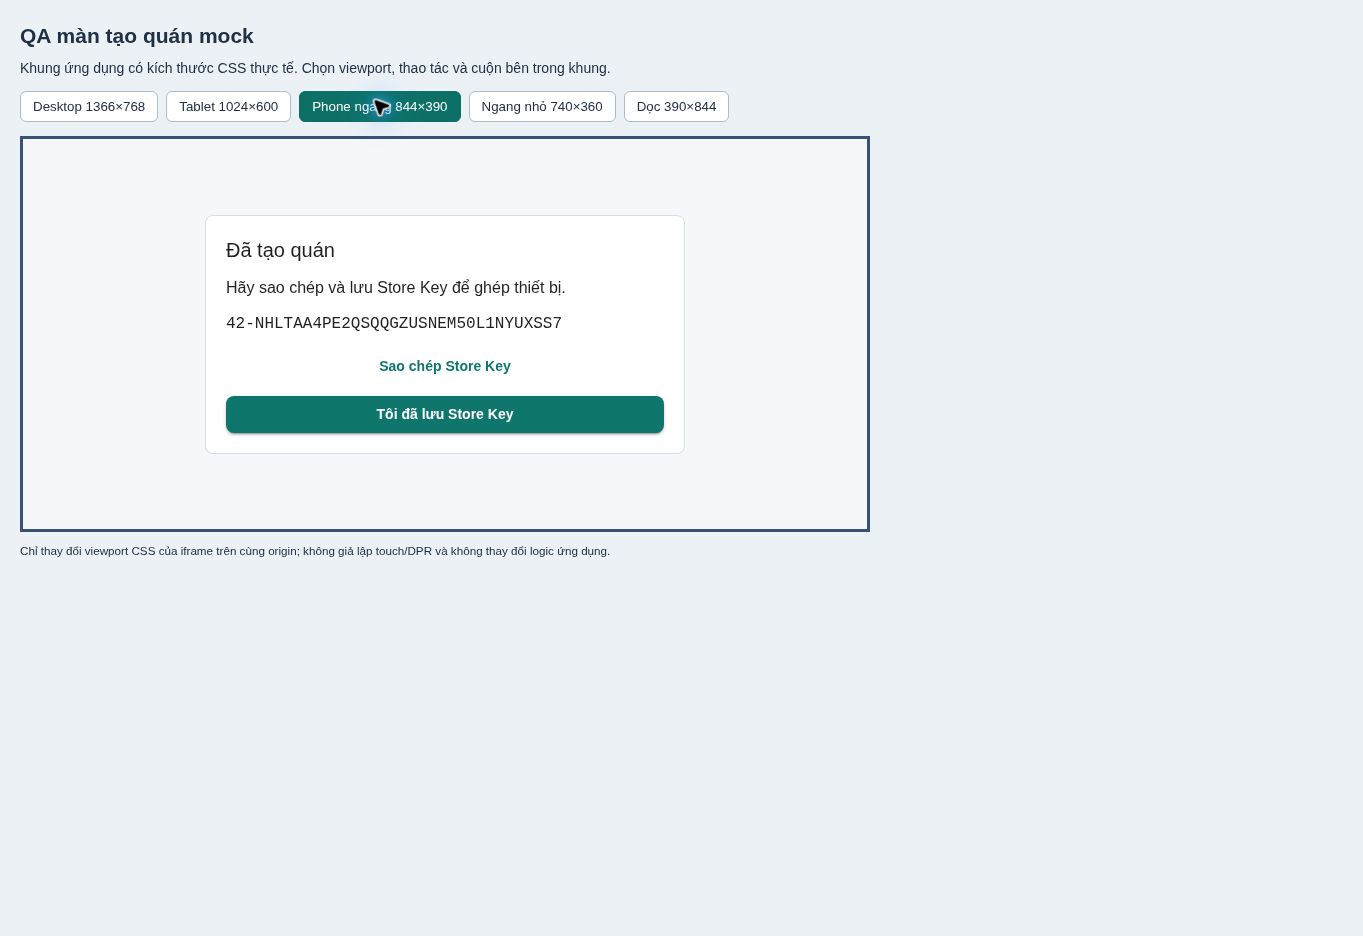 QA màn tạo quán mock
Khung ứng dụng có kích thước CSS thực tế. Chọn viewport, thao tác và cuộn bên trong khung.
Desktop 1366×768
Tablet 1024×600
Phone ngang 844×390
Ngang nhỏ 740×360
Dọc 390×844
Đã tạo quán
Hãy sao chép và lưu Store Key để ghép thiết bị.
42-NHLTAA4PE2QSQQGZUSNEM50L1NYUXSS7
Sao chép Store Key
Tôi đã lưu Store Key
Chỉ thay đổi viewport CSS của iframe trên cùng origin; không giả lập touch/DPR và không thay đổi logic ứng dụng.